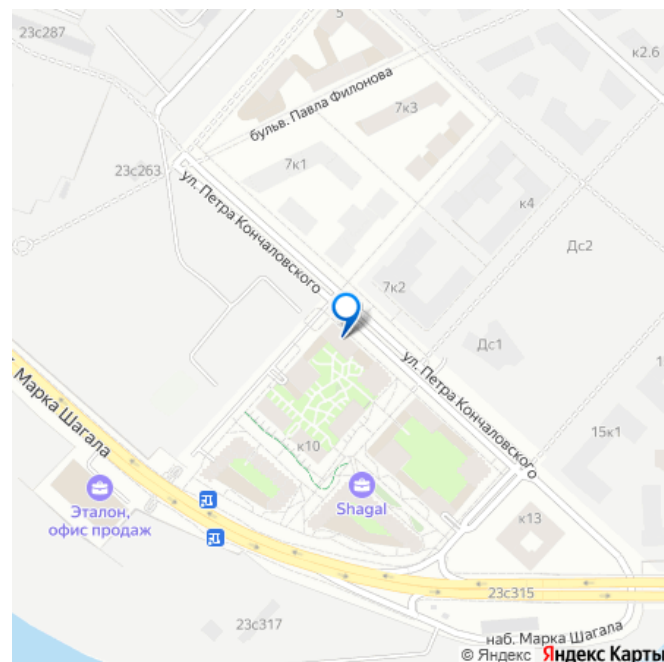 5
23с287
к2.6
бульв. Павла Филонова
7к3
7к1
23с263
ул. Петра Кончаловского
к4
Дс2
7к2
Дс1
ул. Петра Кончаловского
Марка Шагала
15к1
к10
Эталон,
офис продаж
Shagal
к13
23с315
23с317
наб. Марка Шагала
© Яндекс Яндекс Карты